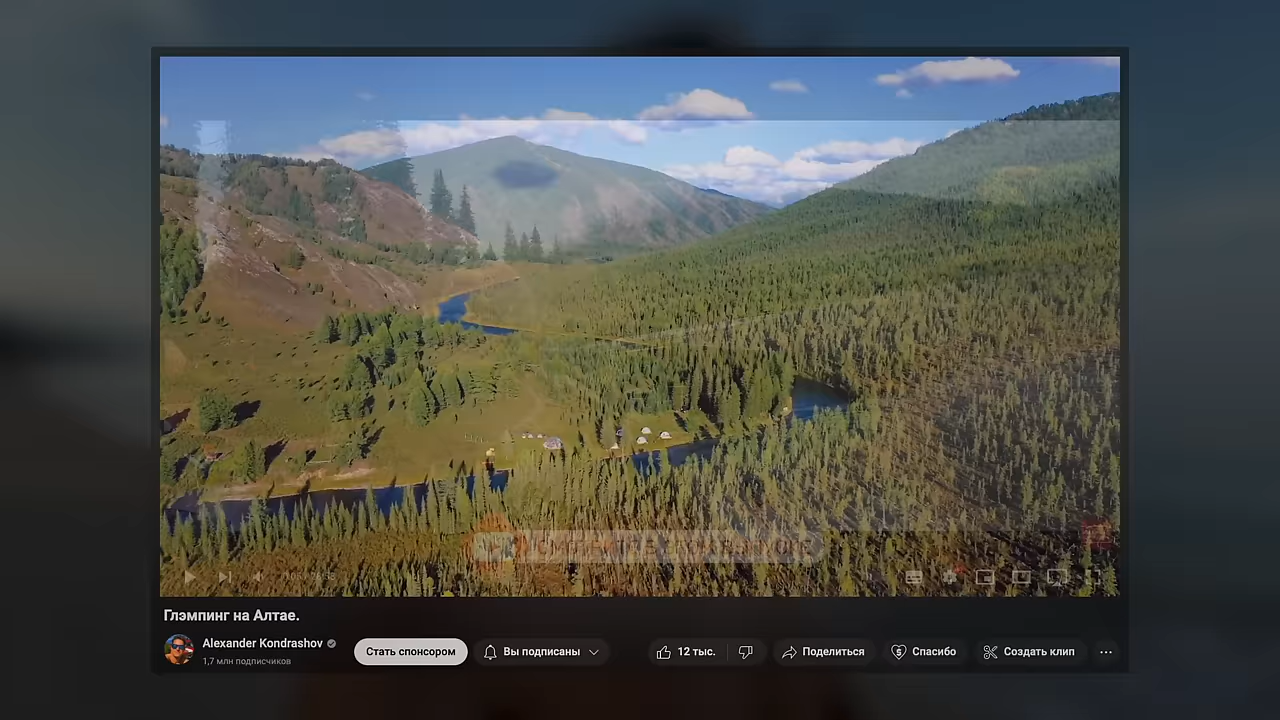 Глэмпинг на Алтае.
Alexander Kondrashov
1,7 млн подписчиков
Стать спонсором
Вы подписаны
12 тыс.
Поделиться
Спасибо
Создать клип